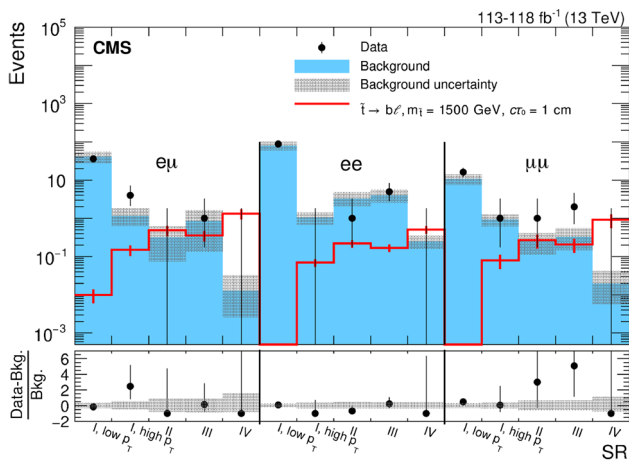 113-118 fb⁻¹ (13 TeV)
Events
10⁵
10³
10
10⁻¹
10⁻³
CMS
Data
Background
Background uncertainty
t̃ → bℓ, m_t̃ = 1500 GeV, cτ₀ = 1 cm
eμ
ee
μμ
Data-Bkg.
Bkg.
6
4
2
0
−2
I, low p_T
I, high p_T
II
III
IV
I, low p_T
I, high p_T
II
III
IV
I, low p_T
I, high p_T
II
III
IV
SR